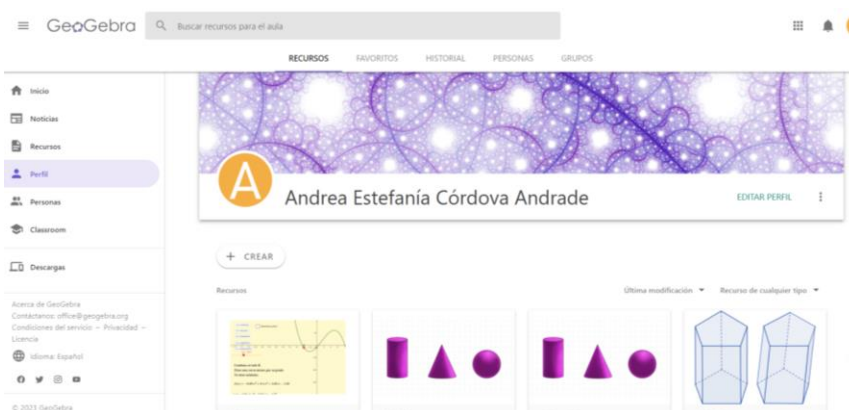 GeoGebra
Buscar recursos para el aula
RECURSOS FAVORITOS HISTORIAL PERSONAS GRUPOS
Inicio
Noticias
Recursos
Perfil
Personas
Classroom
Descargas
Acerca de GeoGebra
Contáctanos: office@geogebra.org
Condiciones del servicio – Privacidad –
Licencia
Idioma: Español
© 2023 GeoGebra
A
Andrea Estefanía Córdova Andrade
EDITAR PERFIL
+ CREAR
Recursos
Última modificación
Recurso de cualquier tipo